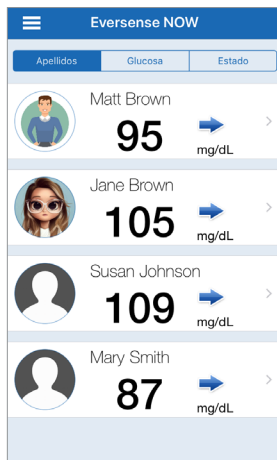 Eversense NOW
Apellidos Glucosa Estado
Matt Brown
95
mg/dL
Jane Brown
105
mg/dL
Susan Johnson
109
mg/dL
Mary Smith
87
mg/dL